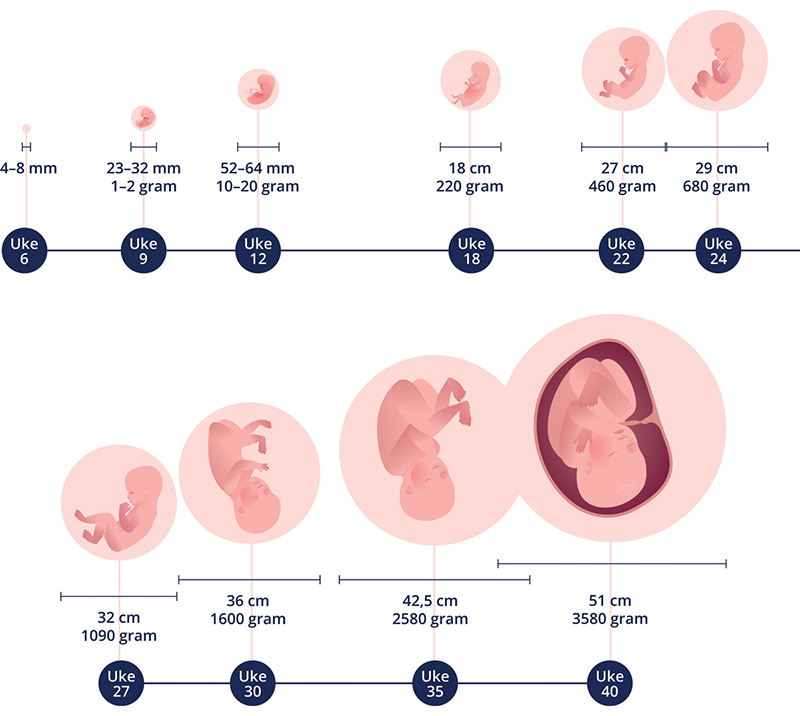 4–8 mm
23–32 mm
1–2 gram
52–64 mm
10–20 gram
18 cm
220 gram
27 cm
460 gram
29 cm
680 gram
Uke
6
Uke
9
Uke
12
Uke
18
Uke
22
Uke
24
32 cm
1090 gram
36 cm
1600 gram
42,5 cm
2580 gram
51 cm
3580 gram
Uke
27
Uke
30
Uke
35
Uke
40